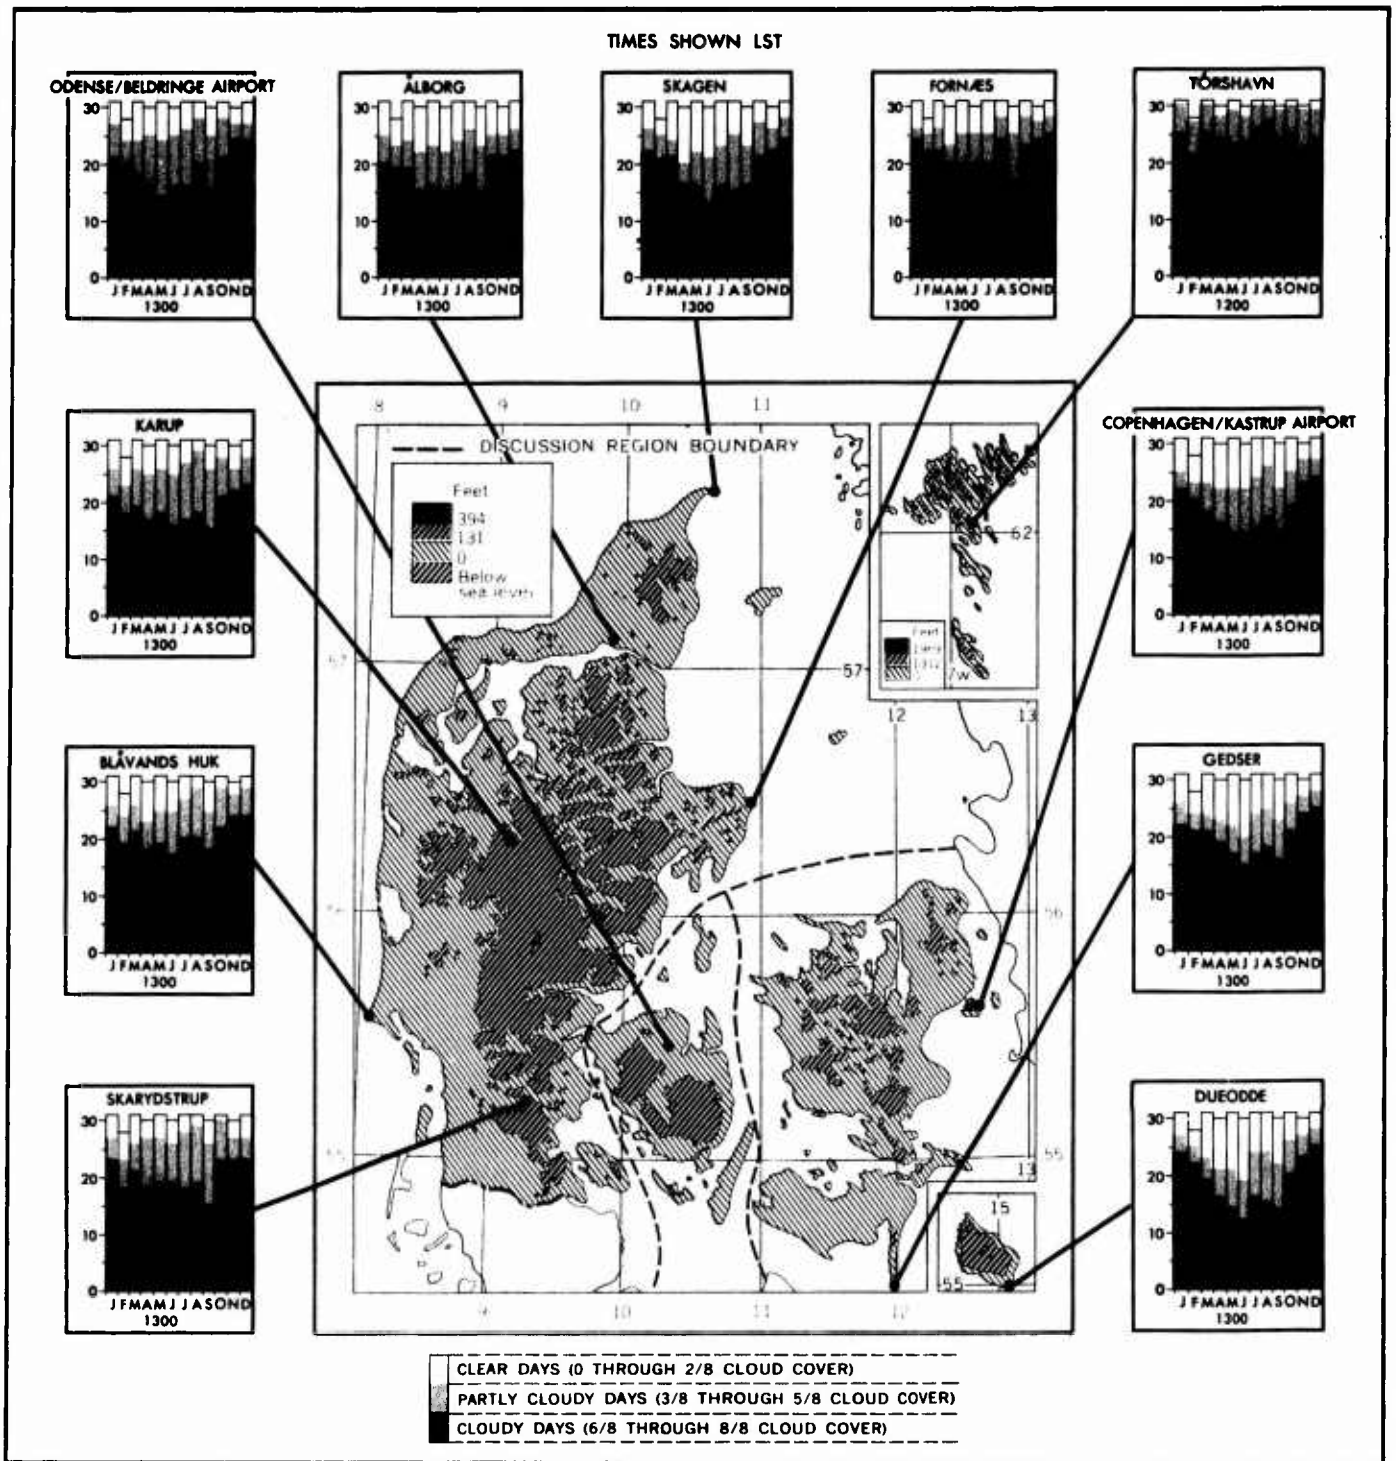 TIMES SHOWN LST
ODENSE/BELDRINGE AIRPORT
30
20
10
0
J F M A M J J A S O N D
1300
ÅLBORG
30
20
10
0
J F M A M J J A S O N D
1300
SKAGEN
30
20
10
0
J F M A M J J A S O N D
1300
FORNÆS
30
20
10
0
J F M A M J J A S O N D
1300
TÓRSHAVN
30
20
10
0
J F M A M J J A S O N D
1200
KARUP
30
20
10
0
J F M A M J J A S O N D
1300
COPENHAGEN/KASTRUP AIRPORT
30
20
10
0
J F M A M J J A S O N D
1300
BLÅVANDS HUK
30
20
10
0
J F M A M J J A S O N D
1300
GEDSER
30
20
10
0
J F M A M J J A S O N D
1300
SKARYDSTRUP
30
20
10
0
J F M A M J J A S O N D
1300
DUEODDE
30
20
10
0
J F M A M J J A S O N D
1300
8 9 10 11
DISCUSSION REGION BOUNDARY
Feet
394
131
0
Below
sea level
62
Feet
57 57
12 13
56 56
55 55
13
15
55
9 10 11 12
CLEAR DAYS (0 THROUGH 2/8 CLOUD COVER)
PARTLY CLOUDY DAYS (3/8 THROUGH 5/8 CLOUD COVER)
CLOUDY DAYS (6/8 THROUGH 8/8 CLOUD COVER)